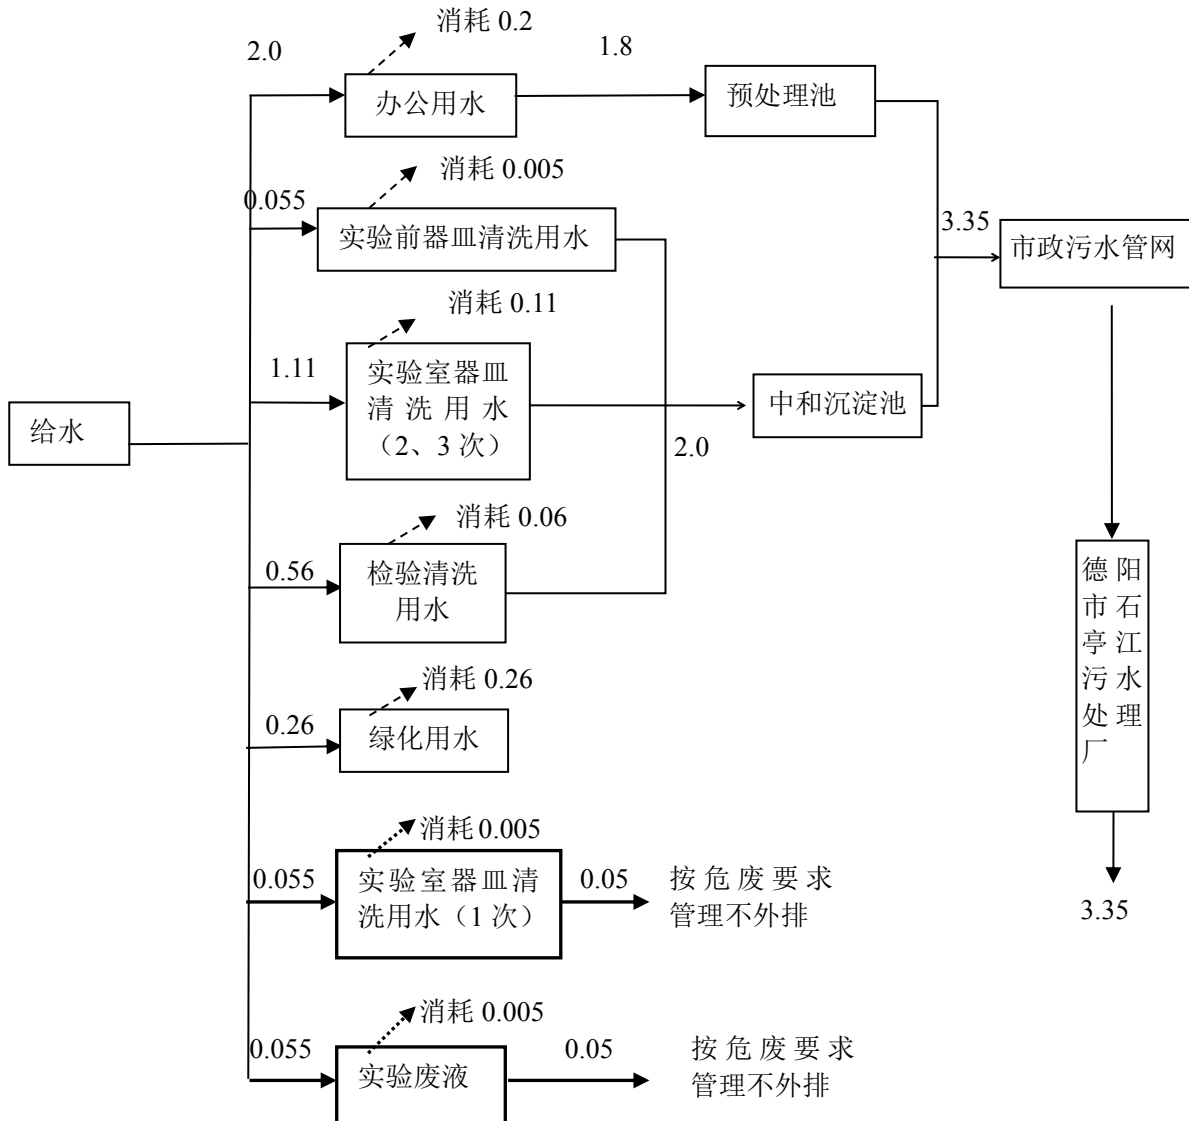 消耗 0.2
2.0
1.8
办公用水
预处理池
消耗 0.005
0.055
实验前器皿清洗用水
3.35
市政污水管网
消耗 0.11
1.11
实验室器皿
清洗用水
（2、3 次）
中和沉淀池
给水
2.0
消耗 0.06
0.56
检验清洗
用水
德阳
市石
亭江
污水
处理
厂
消耗 0.26
0.26
绿化用水
消耗 0.005
0.055
实验室器皿清
洗用水（1 次）
0.05
按危废要求
管理不外排
3.35
消耗 0.005
0.055
实验废液
0.05
按危废要求
管理不外排